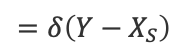 = δ(Y − X_S)